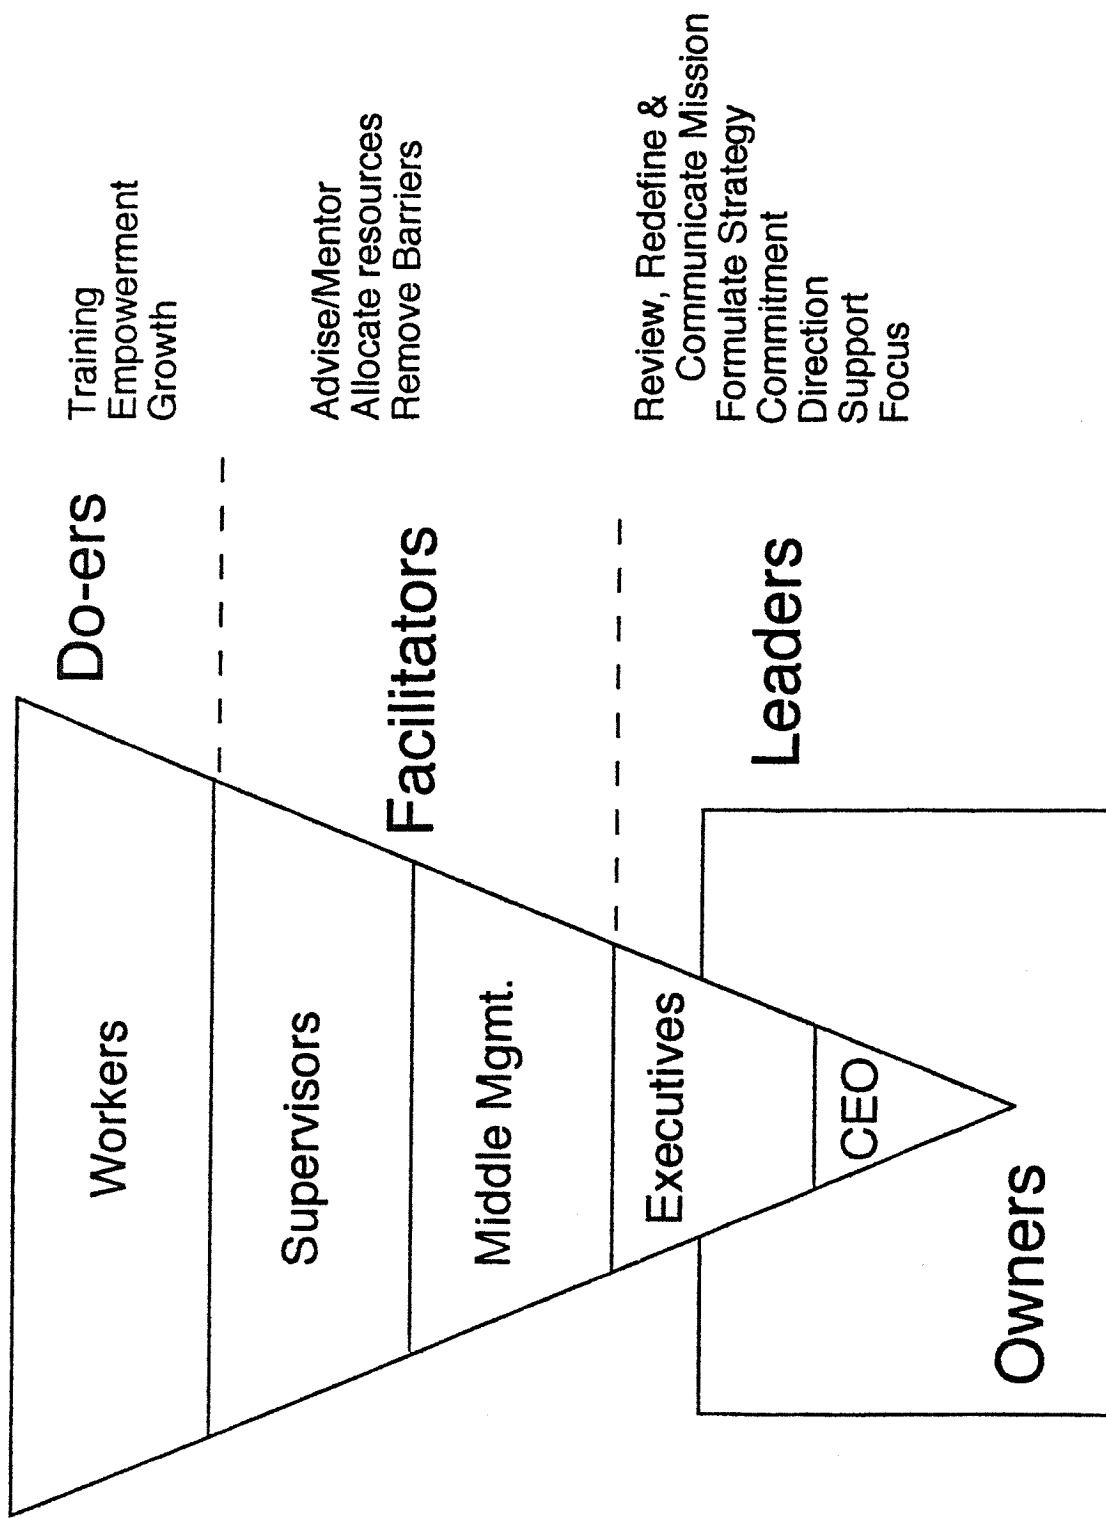 Workers
Do-ers
Training
Empowerment
Growth
Supervisors
Middle Mgmt.
Facilitators
Advise/Mentor
Allocate resources
Remove Barriers
Executives
CEO
Leaders
Review, Redefine &
Communicate Mission
Formulate Strategy
Commitment
Direction
Support
Focus
Owners